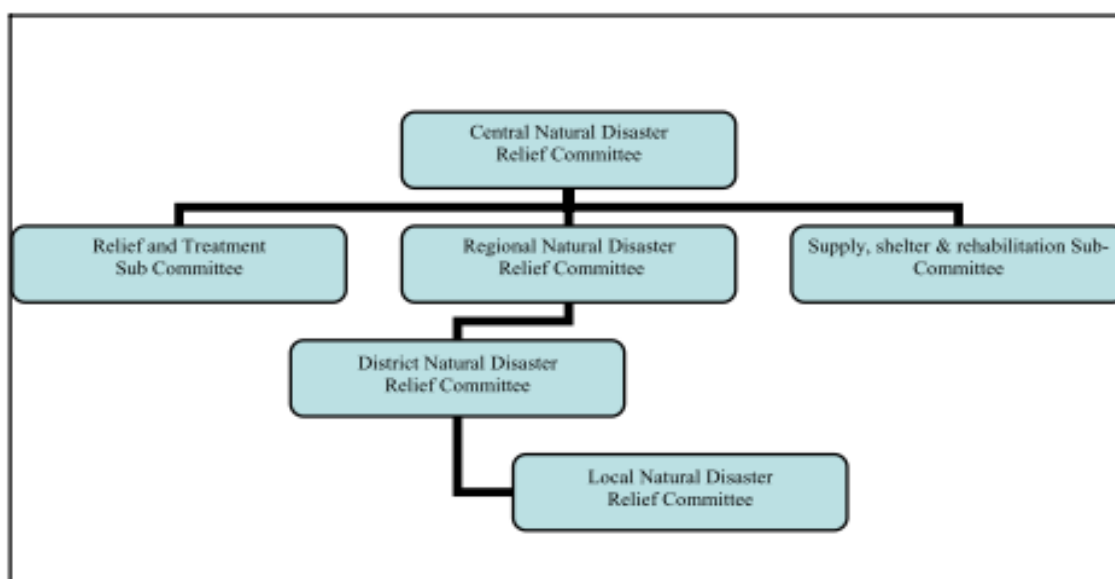 Central Natural Disaster
Relief Committee
Relief and Treatment
Sub Committee
Regional Natural Disaster
Relief Committee
Supply, shelter & rehabilitation Sub-
Committee
District Natural Disaster
Relief Committee
Local Natural Disaster
Relief Committee